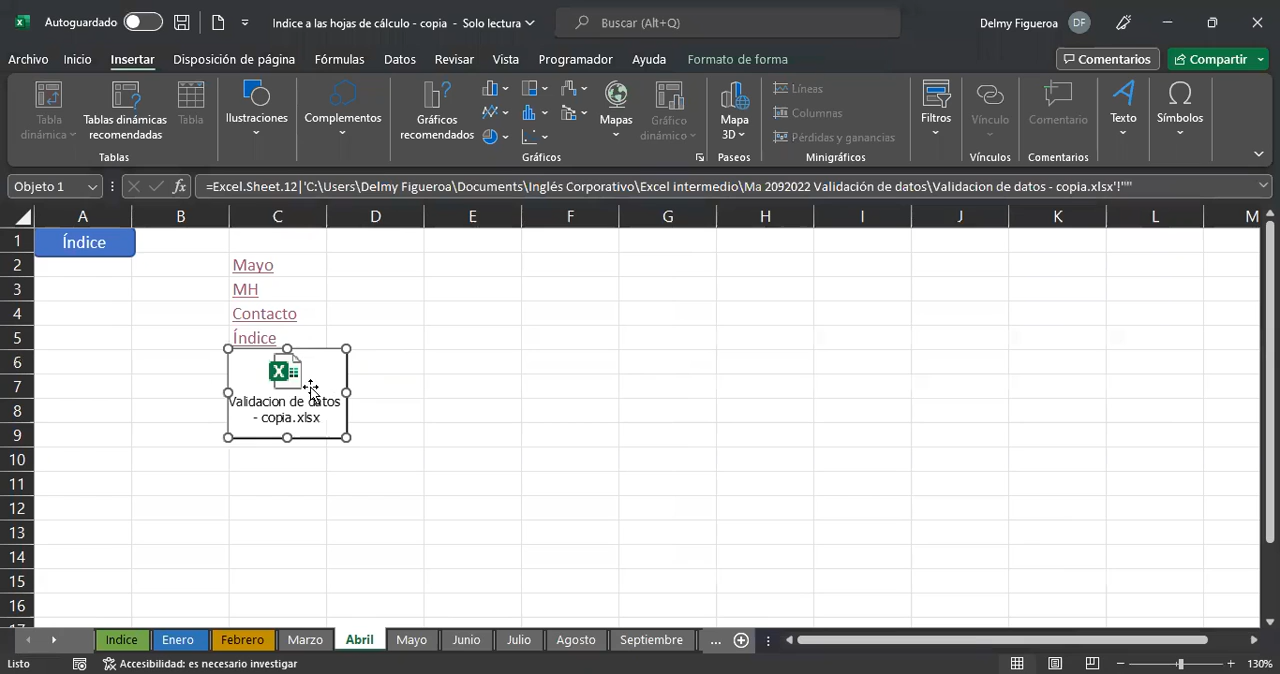 Autoguardado
Indice a las hojas de cálculo - copia - Solo lectura
Buscar (Alt+Q)
Delmy Figueroa
DF
Archivo Inicio Insertar Disposición de página Fórmulas Datos Revisar Vista Programador Ayuda Formato de forma
Comentarios
Compartir
Tabla dinámica
Tablas dinámicas recomendadas
Tabla
Tablas
Ilustraciones
Complementos
Gráficos recomendados
Mapas
Gráfico dinámico
Gráficos
Mapa 3D
Paseos
Líneas
Columnas
Pérdidas y ganancias
Minigráficos
Filtros
Vínculo
Vínculos
Comentario
Comentarios
Texto
Símbolos
Objeto 1
fx
=Excel.Sheet.12|'C:\Users\Delmy Figueroa\Documents\Inglés Corporativo\Excel intermedio\Ma 2092022 Validación de datos\Validacion de datos - copia.xlsx'!'''''
A B C D E F G H I J K L M
1 Índice
2 Mayo
3 MH
4 Contacto
5 Índice
6
7
8 Validacion de datos
- copia.xlsx
9
10
11
12
13
14
15
16
Indice Enero Febrero Marzo Abril Mayo Junio Julio Agosto Septiembre ...
Listo
Accesibilidad: es necesario investigar
130%